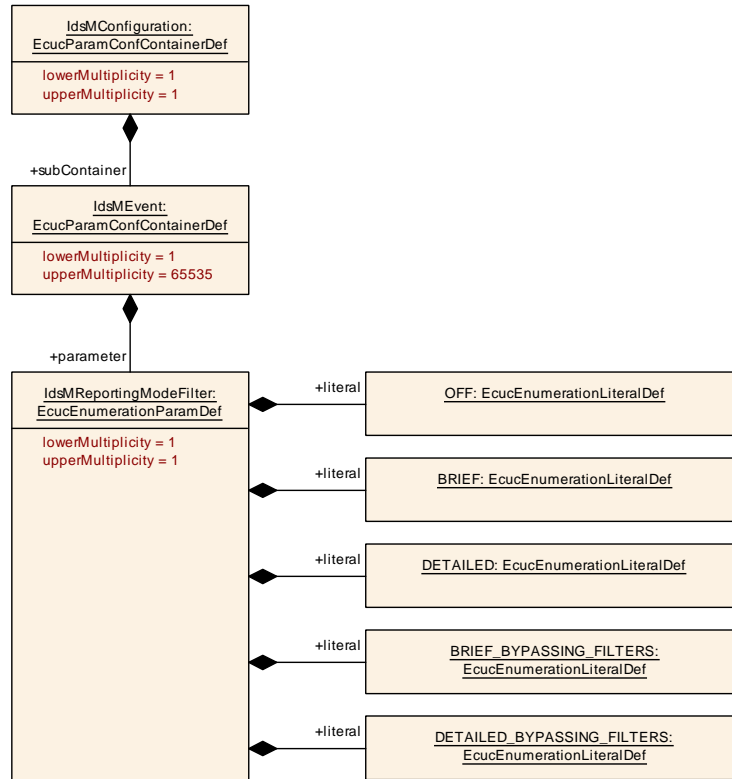 IdsMConfiguration:
EcucParamConfContainerDef
lowerMultiplicity = 1
upperMultiplicity = 1
+subContainer
IdsMEvent:
EcucParamConfContainerDef
lowerMultiplicity = 1
upperMultiplicity = 65535
+parameter
IdsMReportingModeFilter:
EcucEnumerationParamDef
lowerMultiplicity = 1
upperMultiplicity = 1
+literal
OFF: EcucEnumerationLiteralDef
+literal
BRIEF: EcucEnumerationLiteralDef
+literal
DETAILED: EcucEnumerationLiteralDef
+literal
BRIEF_BYPASSING_FILTERS:
EcucEnumerationLiteralDef
+literal
DETAILED_BYPASSING_FILTERS:
EcucEnumerationLiteralDef